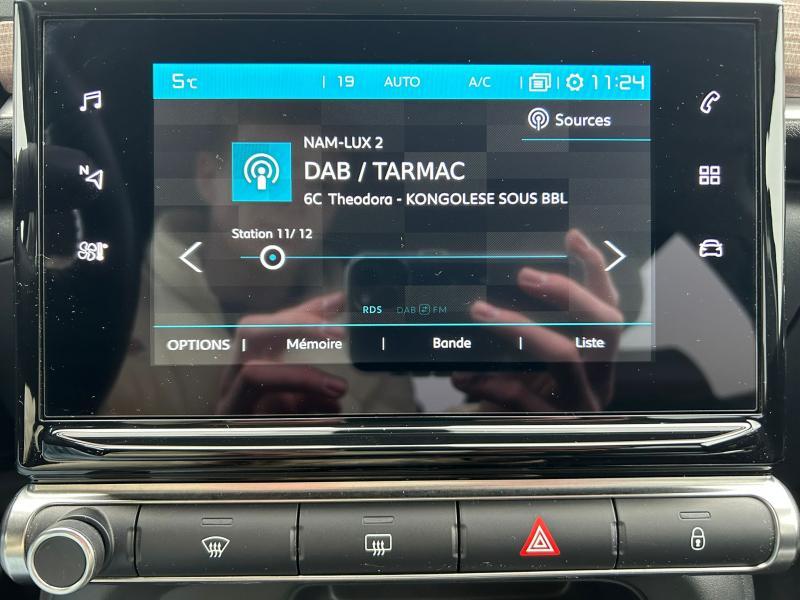 5°C | 19 AUTO A/C | | 11:24
Sources
NAM-LUX 2
DAB / TARMAC
6C Theodora - KONGOLESE SOUS BBL
Station 11/ 12
N
RDS DAB FM
OPTIONS | Mémoire | Bande | Liste